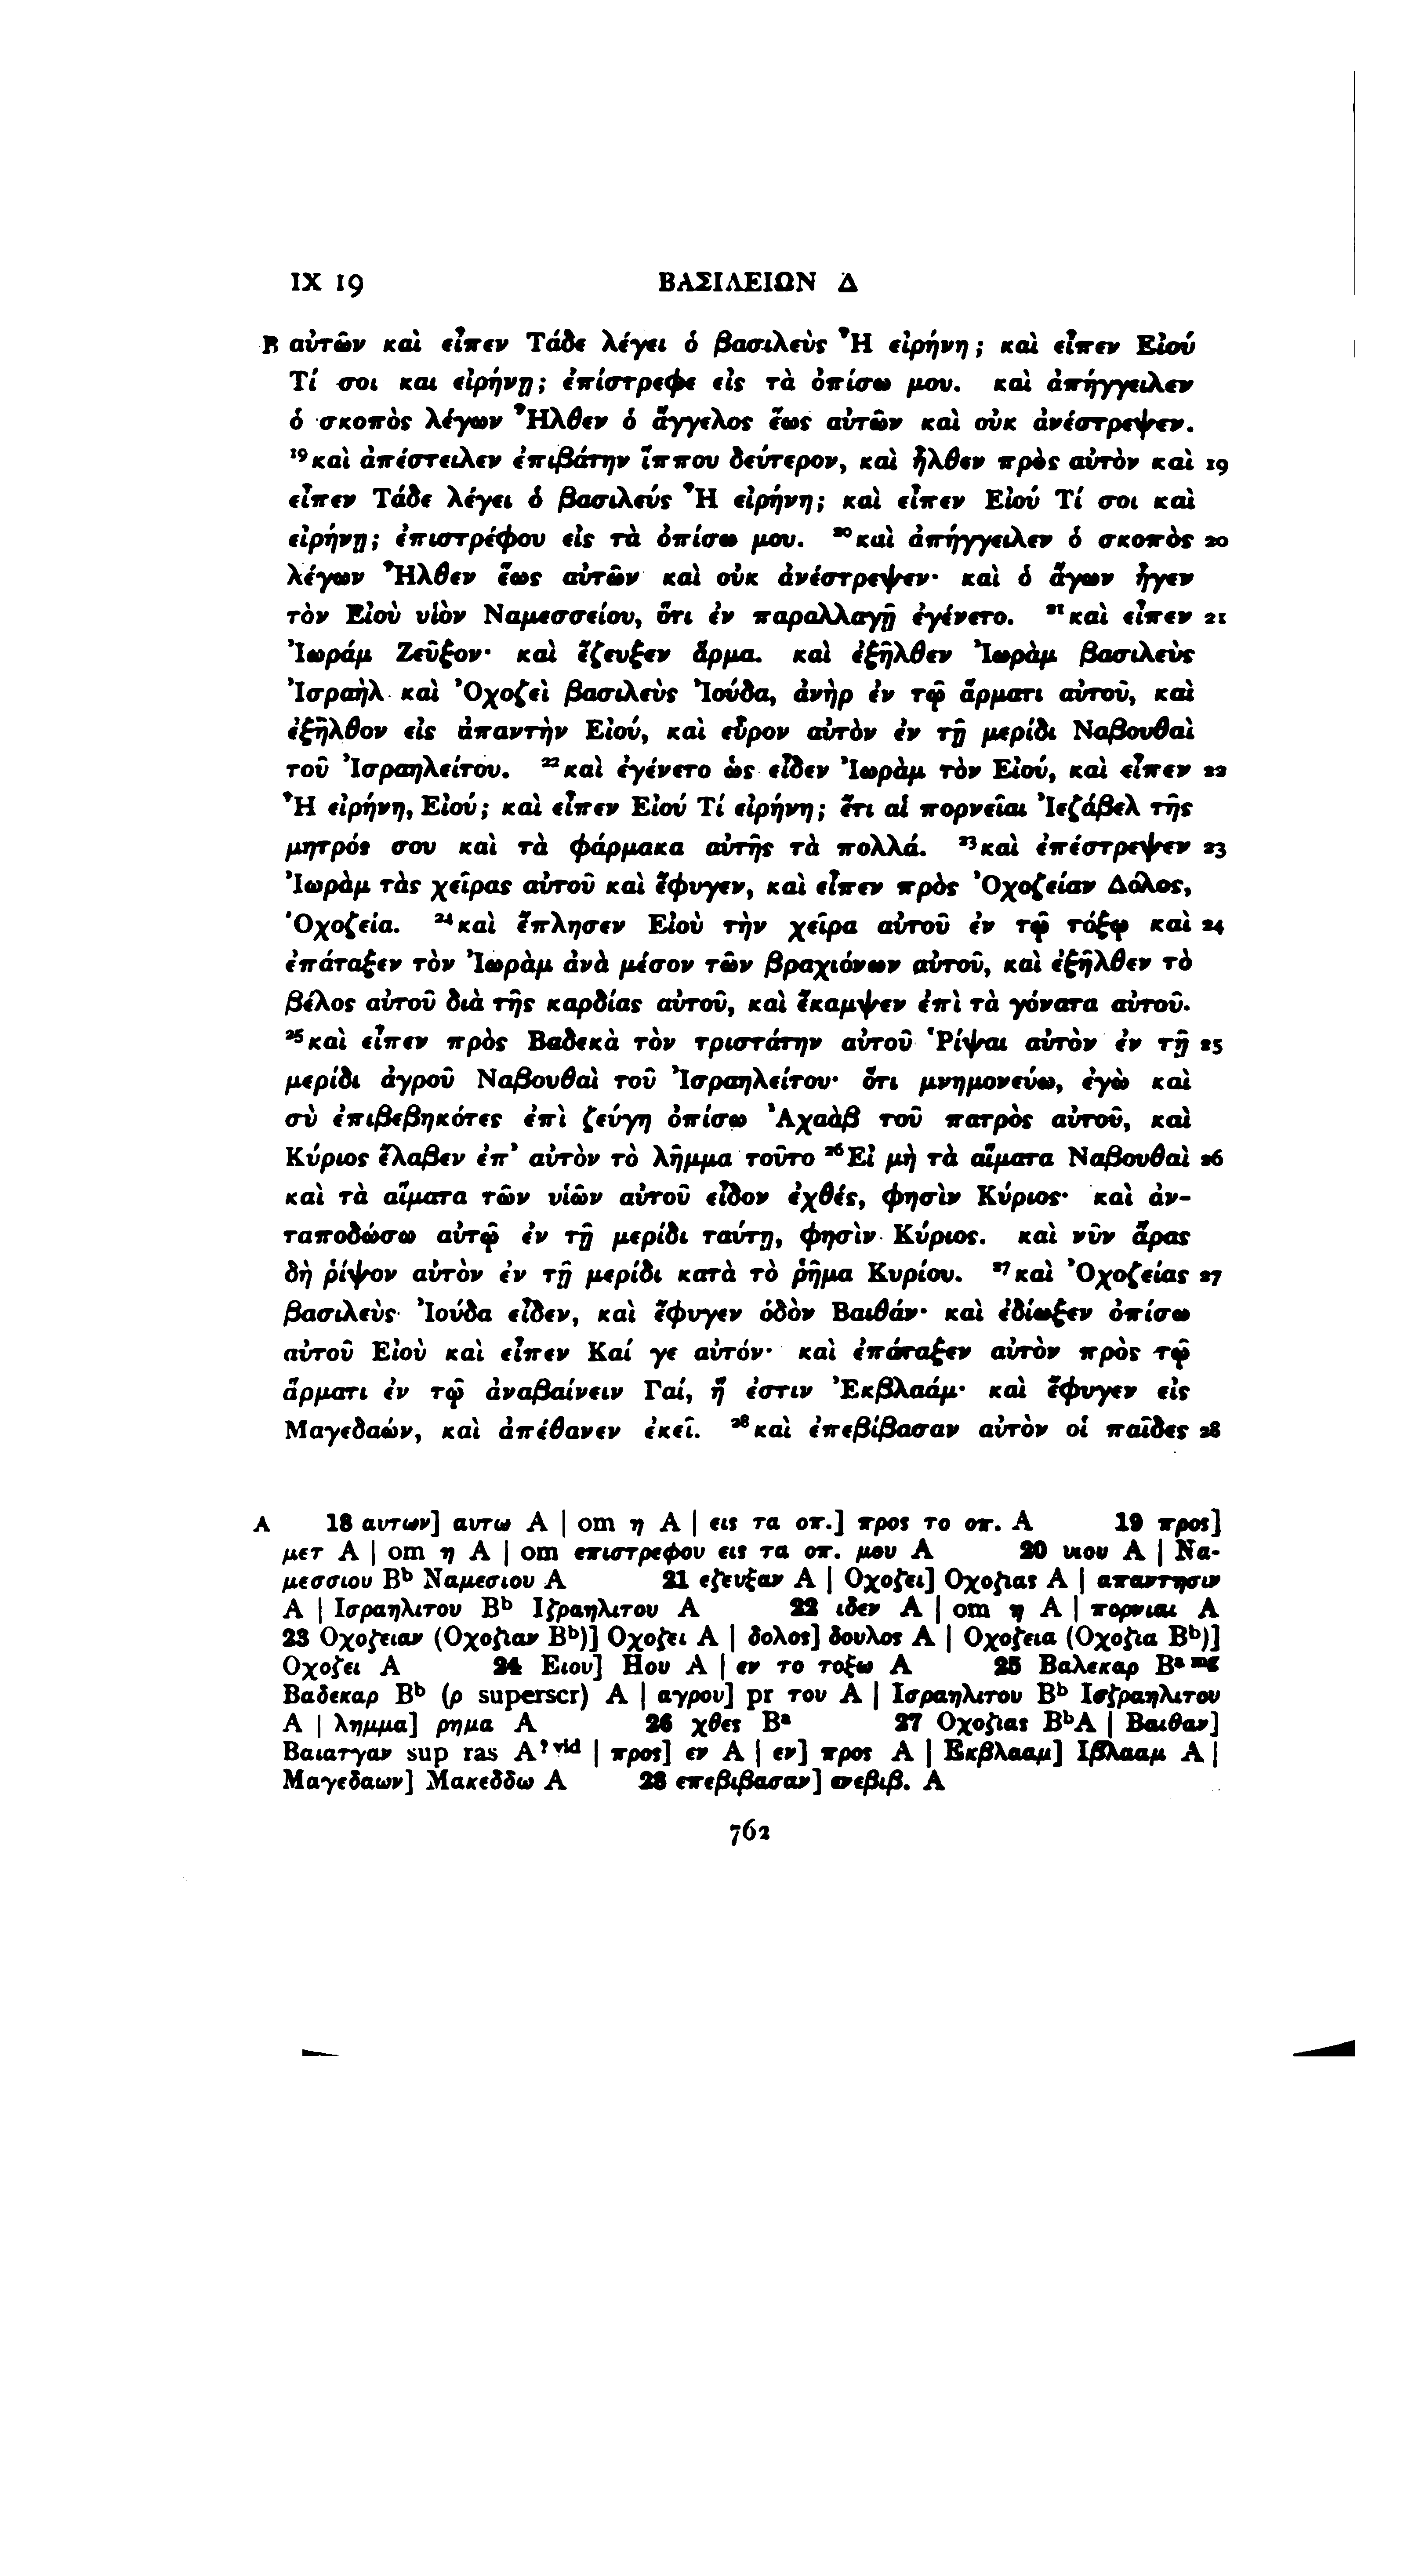 IX 19 ΒΑΣΙΛΕΙΩΝ Δ
B αὐτῶν καὶ εἶπεν Τάδε λέγει ὁ βασιλεύς Ἦ εἰρήνη; καὶ εἶπεν Εἰού
Τί σοι και εἰρήνῃ; ἐπίστρεφε εἰς τὰ ὀπίσω μου. καὶ ἀπήγγειλεν
ὁ σκοπὸς λέγων Ἦλθεν ὁ ἄγγελος ἕως αὐτῶν καὶ οὐκ ἀνέστρεψεν.
¹⁹καὶ ἀπέστειλεν ἐπιβάτην ἵππου δεύτερον, καὶ ἦλθεν πρὸς αὐτὸν καὶ 19
εἶπεν Τάδε λέγει ὁ βασιλεύς Ἦ εἰρήνη; καὶ εἶπεν Εἰού Τί σοι καὶ
εἰρήνῃ; ἐπιστρέφου εἰς τὰ ὀπίσω μου. ²⁰καὶ ἀπήγγειλεν ὁ σκοπὸς 20
λέγων Ἦλθεν ἕως αὐτῶν καὶ οὐκ ἀνέστρεψεν· καὶ ὁ ἄγων ἦγεν
τὸν Εἰοὺ υἱὸν Ναμεσσείου, ὅτι ἐν παραλλαγῇ ἐγένετο. ²¹καὶ εἶπεν 21
Ἰωράμ Ζεῦξον· καὶ ἔζευξεν ἅρμα. καὶ ἐξῆλθεν Ἰωρὰμ βασιλεὺς
Ἰσραὴλ καὶ Ὀχοζεὶ βασιλεὺς Ἰούδα, ἀνὴρ ἐν τῷ ἅρματι αὐτοῦ, καὶ
ἐξῆλθον εἰς ἀπαντὴν Εἰού, καὶ εὗρον αὐτὸν ἐν τῇ μερίδι Ναβουθαὶ
τοῦ Ἰσραηλείτου. ²²καὶ ἐγένετο ὡς εἶδεν Ἰωρὰμ τὸν Εἰού, καὶ εἶπεν 22
Ἦ εἰρήνη, Εἰού; καὶ εἶπεν Εἰού Τί εἰρήνη; ἔτι αἱ πορνεῖαι Ἰεζάβελ τῆς
μητρός σου καὶ τὰ φάρμακα αὐτῆς τὰ πολλά. ²³καὶ ἐπέστρεψεν 23
Ἰωρὰμ τὰς χεῖρας αὐτοῦ καὶ ἔφυγεν, καὶ εἶπεν πρὸς Ὀχοζείαν Δόλος,
Ὀχοζεία. ²⁴καὶ ἔπλησεν Εἰοὺ τὴν χεῖρα αὐτοῦ ἐν τῷ τόξῳ καὶ 24
ἐπάταξεν τὸν Ἰωρὰμ ἀνὰ μέσον τῶν βραχιόνων αὐτοῦ, καὶ ἐξῆλθεν τὸ
βέλος αὐτοῦ διὰ τῆς καρδίας αὐτοῦ, καὶ ἔκαμψεν ἐπὶ τὰ γόνατα αὐτοῦ.
²⁵καὶ εἶπεν πρὸς Βαδεκὰ τὸν τριστάτην αὐτοῦ Ῥίψαι αὐτὸν ἐν τῇ 25
μερίδι ἀγροῦ Ναβουθαὶ τοῦ Ἰσραηλείτου· ὅτι μνημονεύω, ἐγὼ καὶ
σὺ ἐπιβεβηκότες ἐπὶ ζεύγη ὀπίσω Ἀχαὰβ τοῦ πατρὸς αὐτοῦ, καὶ
Κύριος ἔλαβεν ἐπ᾽ αὐτὸν τὸ λῆμμα τοῦτο ²⁶Εἰ μὴ τὰ αἵματα Ναβουθαὶ 26
καὶ τὰ αἵματα τῶν υἱῶν αὐτοῦ εἶδον ἐχθές, φησὶν Κύριος· καὶ ἀν-
ταποδώσω αὐτῷ ἐν τῇ μερίδι ταύτῃ, φησὶν Κύριος. καὶ νῦν ἄρας
δὴ ῥίψον αὐτὸν ἐν τῇ μερίδι κατὰ τὸ ῥῆμα Κυρίου. ²⁷καὶ Ὀχοζείας 27
βασιλεὺς Ἰούδα εἶδεν, καὶ ἔφυγεν ὁδὸν Βαιθάν· καὶ ἐδίωξεν ὀπίσω
αὐτοῦ Εἰοὺ καὶ εἶπεν Καί γε αὐτόν· καὶ ἐπάταξεν αὐτὸν πρὸς τῷ
ἅρματι ἐν τῷ ἀναβαίνειν Γαί, ἥ ἐστιν Ἐκβλαάμ· καὶ ἔφυγεν εἰς
Μαγεδαών, καὶ ἀπέθανεν ἐκεῖ. ²⁸καὶ ἐπεβίβασαν αὐτὸν οἱ παῖδες 28
A 18 αυτων] αυτω A | om η A | εις τα οπ.] προς το οπ. A 19 προς]
μετ A | om η A | om επιστρεφου εις τα οπ. μου A 20 υιου A | Να-
μεσσιου Bᵇ Ναμεσιου A 21 εζευξαν A | Οχοζει] Οχοζιας A | απαντησιν
A | Ισραηλιτου Bᵇ Ιζραηλιτου A 22 ιδεν A | om η A | πορνιαι A
23 Οχοζειαν (Οχοζιαν Bᵇ)] Οχοζει A | δολος] δουλος A | Οχοζεια (Οχοζια Bᵇ)]
Οχοζει A 24 Ειου] Ηου A | εν το τοξω A 25 Βαλεκαρ Bᵃ ᵐᵍ
Βαδεκαρ Bᵇ (ρ superscr) A | αγρου] pr του A | Ισραηλιτου Bᵇ Ισζραηλιτου
A | λημμα] ρημα A 26 χθες Bᵃ 27 Οχοζιας BᵇA | Βαιθαν]
Βαιατγαν sup ras A?ᵛⁱᵈ | προς] εν A | εν] προς A | Εκβλααμ] Ιβλααμ A |
Μαγεδαων] Μακεδδω A 28 επεβιβασαν] ενεβιβ. A
762